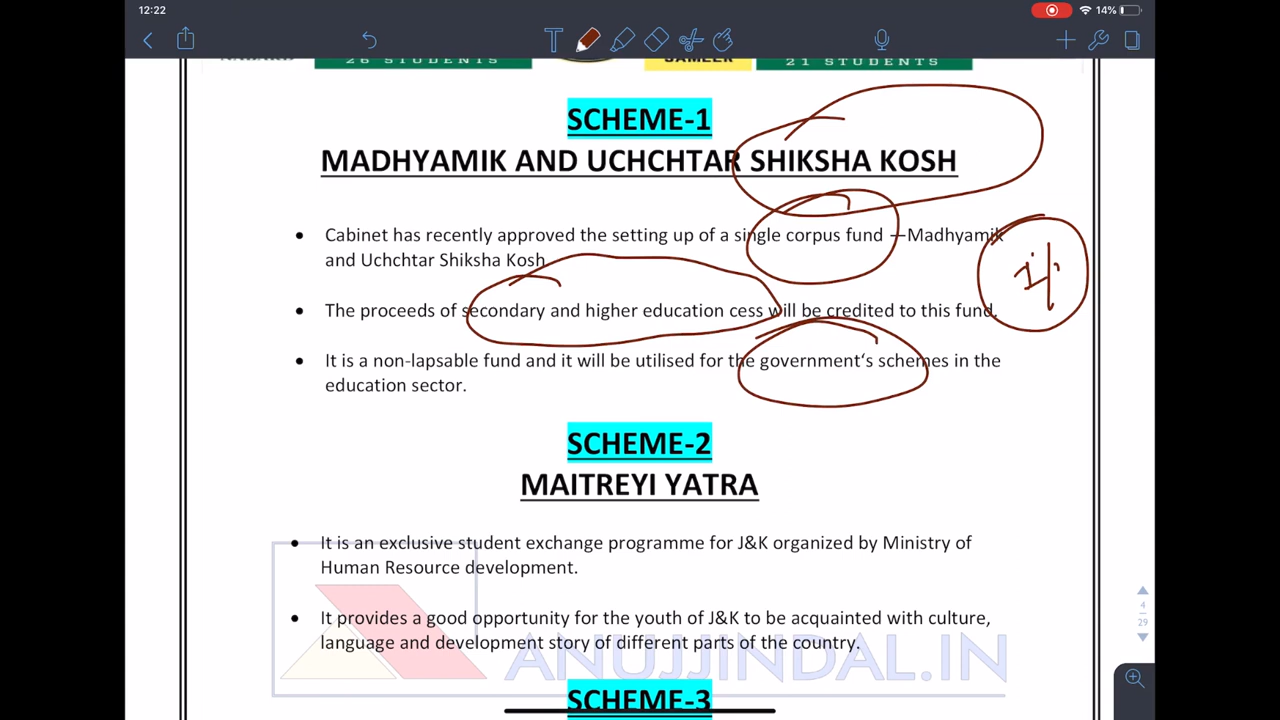 12:22
14%
T
26 STUDENTS
SAMEER
21 STUDENTS
SCHEME-1
MADHYAMIK AND UCHCHTAR SHIKSHA KOSH
• Cabinet has recently approved the setting up of a single corpus fund —Madhyamik
and Uchchtar Shiksha Kosh
• The proceeds of secondary and higher education cess will be credited to this fund.
• It is a non-lapsable fund and it will be utilised for the government‘s schemes in the
education sector.
SCHEME-2
MAITREYI YATRA
• It is an exclusive student exchange programme for J&K organized by Ministry of
Human Resource development.
• It provides a good opportunity for the youth of J&K to be acquainted with culture,
language and development story of different parts of the country.
ANUJJINDAL.IN
4
29
SCHEME-3